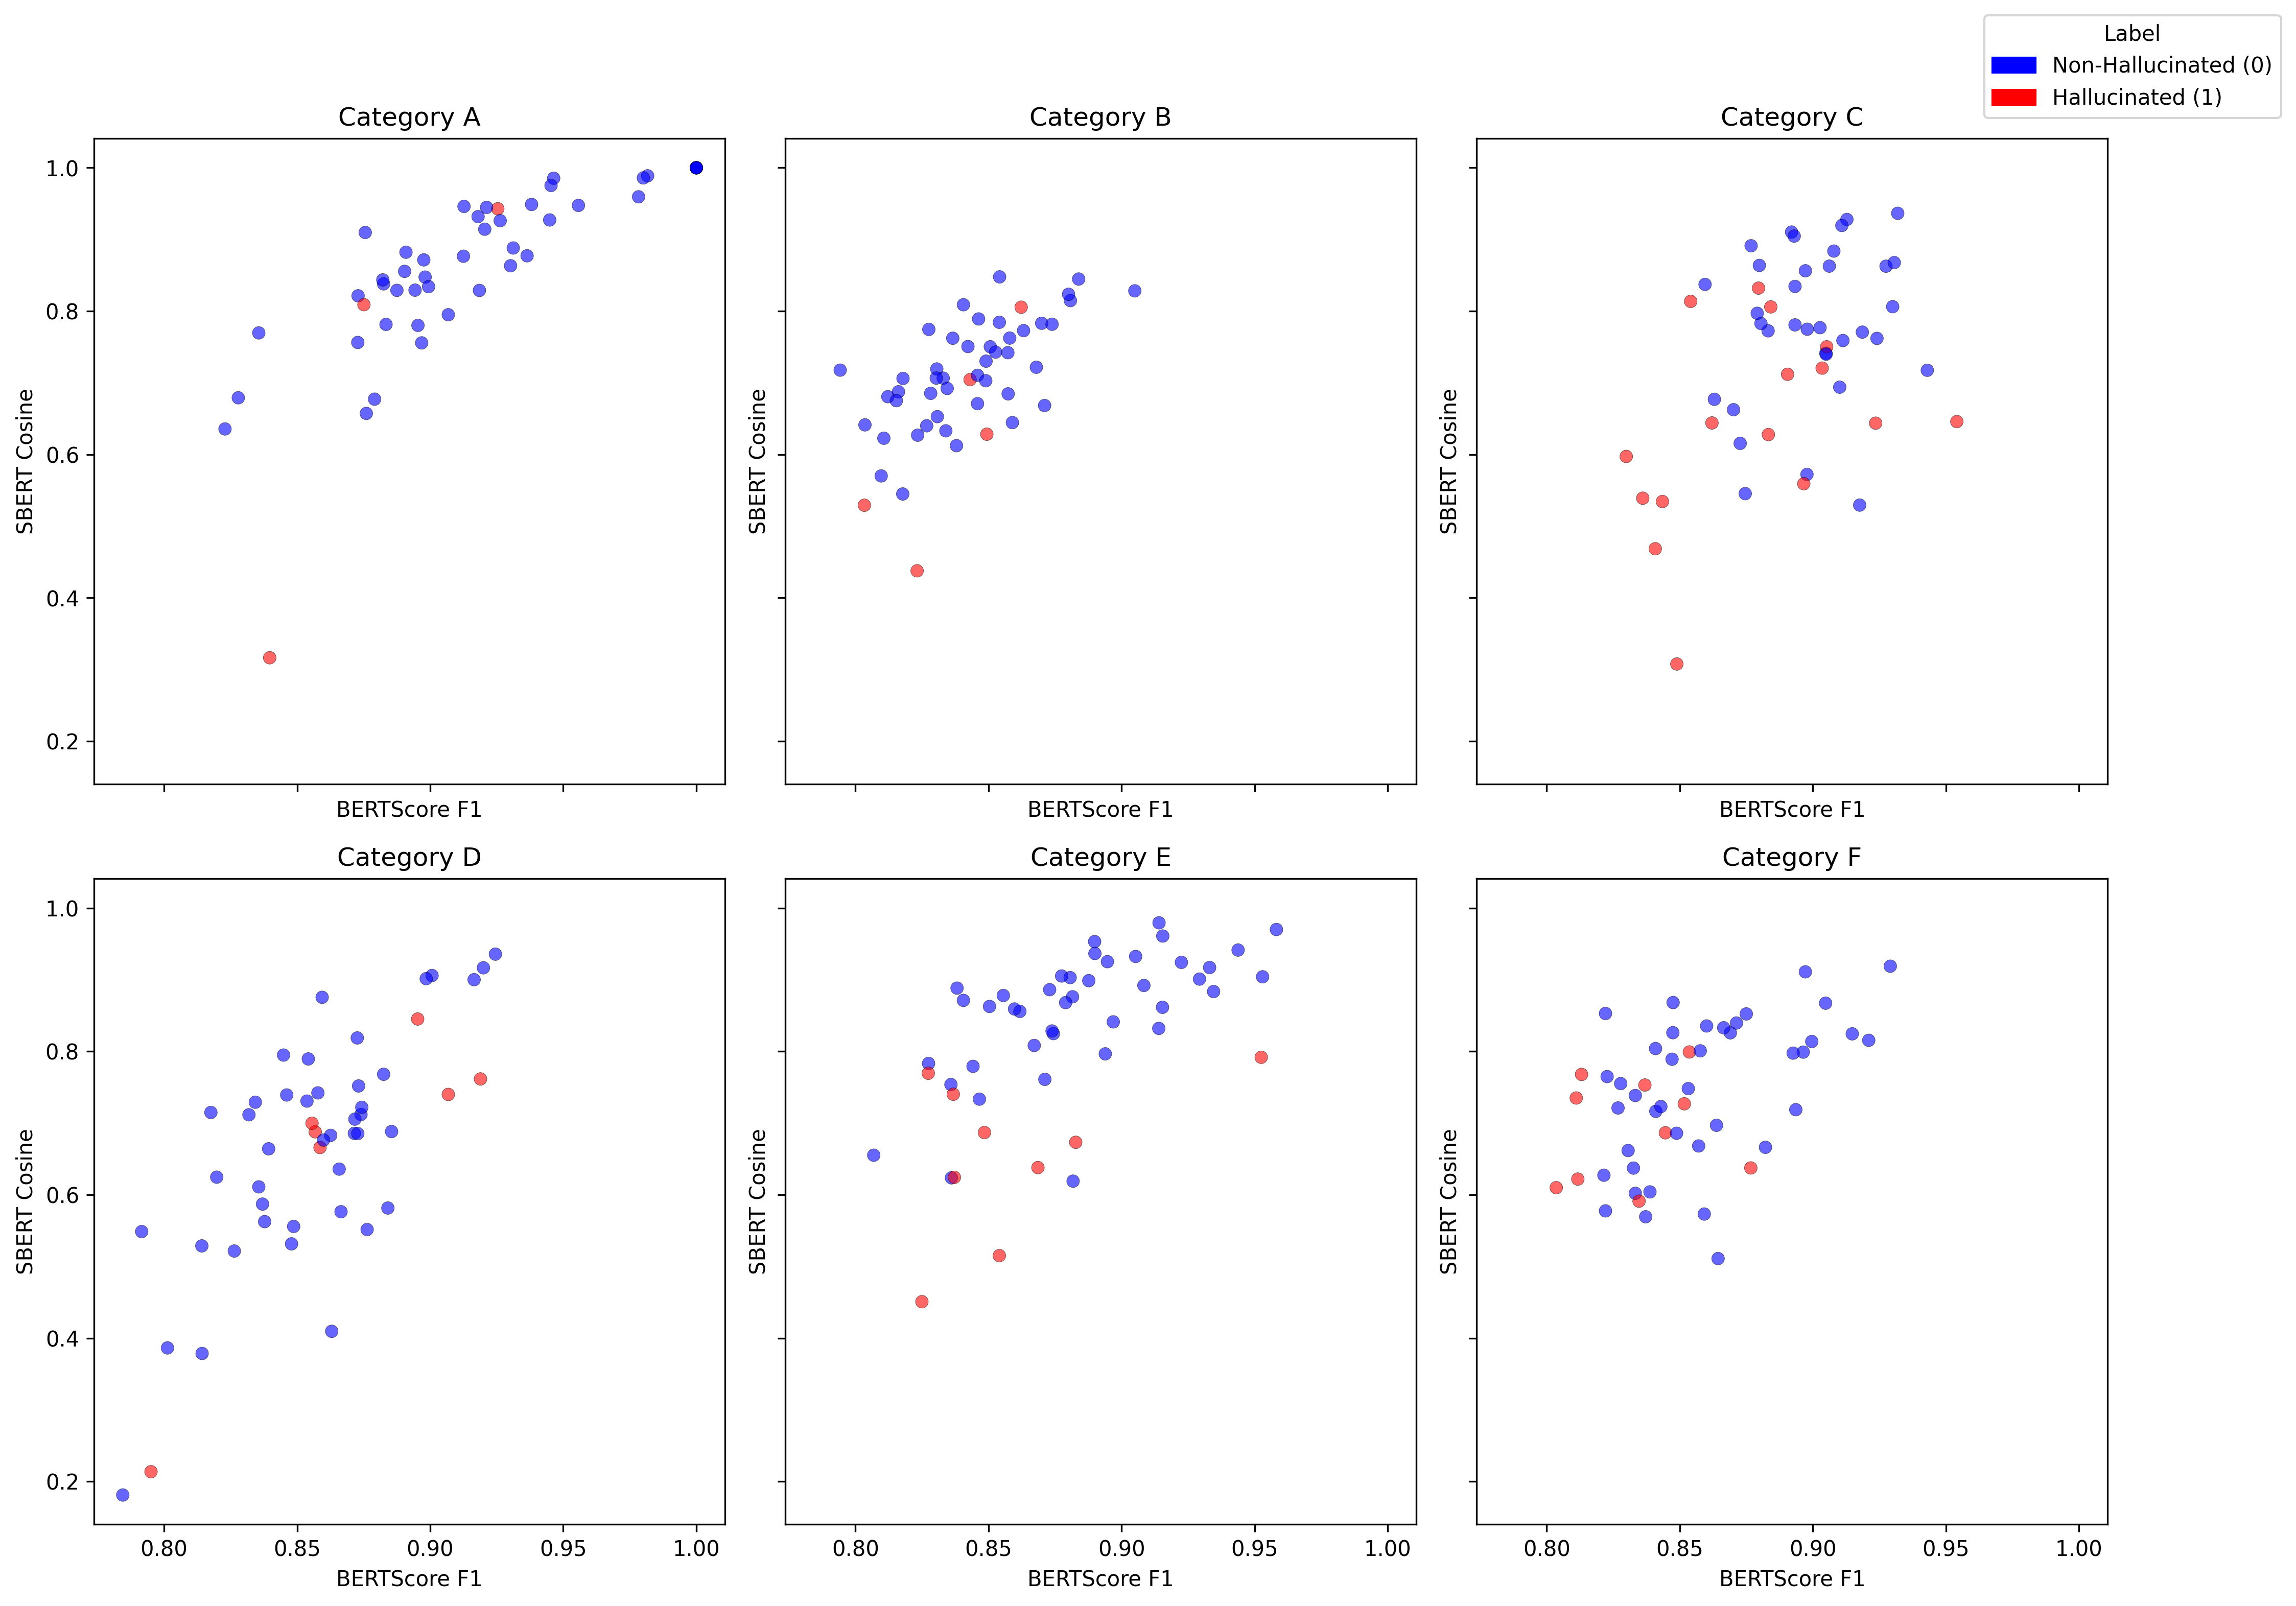 Label
Non-Hallucinated (0)
Hallucinated (1)
Category A
Category B
Category C
1.0
0.8
0.6
0.4
0.2
SBERT Cosine
SBERT Cosine
SBERT Cosine
BERTScore F1
BERTScore F1
BERTScore F1
Category D
Category E
Category F
1.0
0.8
0.6
0.4
0.2
SBERT Cosine
SBERT Cosine
SBERT Cosine
0.80 0.85 0.90 0.95 1.00
0.80 0.85 0.90 0.95 1.00
0.80 0.85 0.90 0.95 1.00
BERTScore F1
BERTScore F1
BERTScore F1